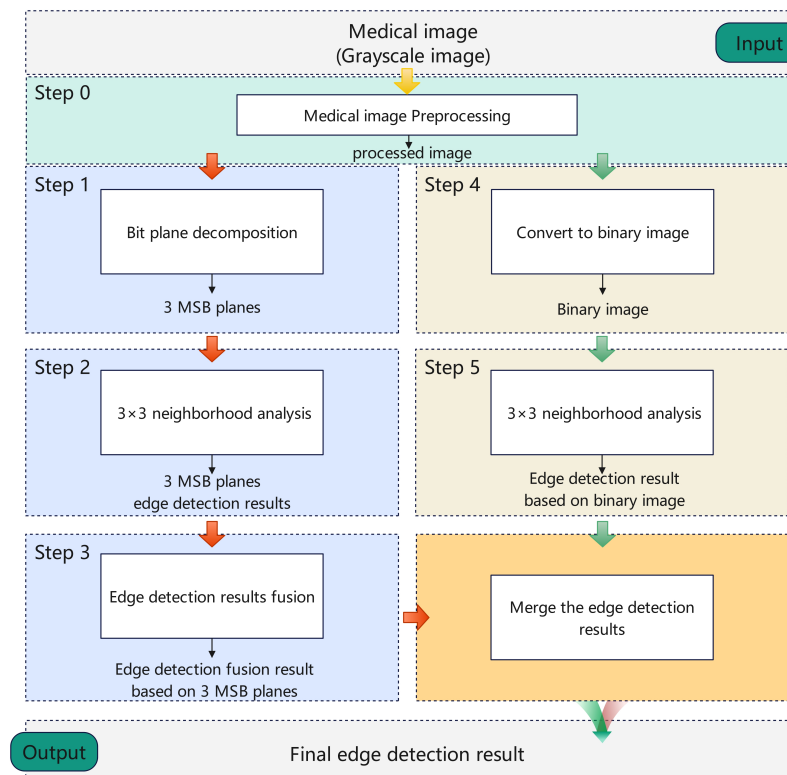 Medical image
(Grayscale image)
Input
Step 0
Medical image Preprocessing
processed image
Step 1
Bit plane decomposition
3 MSB planes
Step 4
Convert to binary image
Binary image
Step 2
3×3 neighborhood analysis
3 MSB planes
edge detection results
Step 5
3×3 neighborhood analysis
Edge detection result
based on binary image
Step 3
Edge detection results fusion
Edge detection fusion result
based on 3 MSB planes
Merge the edge detection
results
Output
Final edge detection result